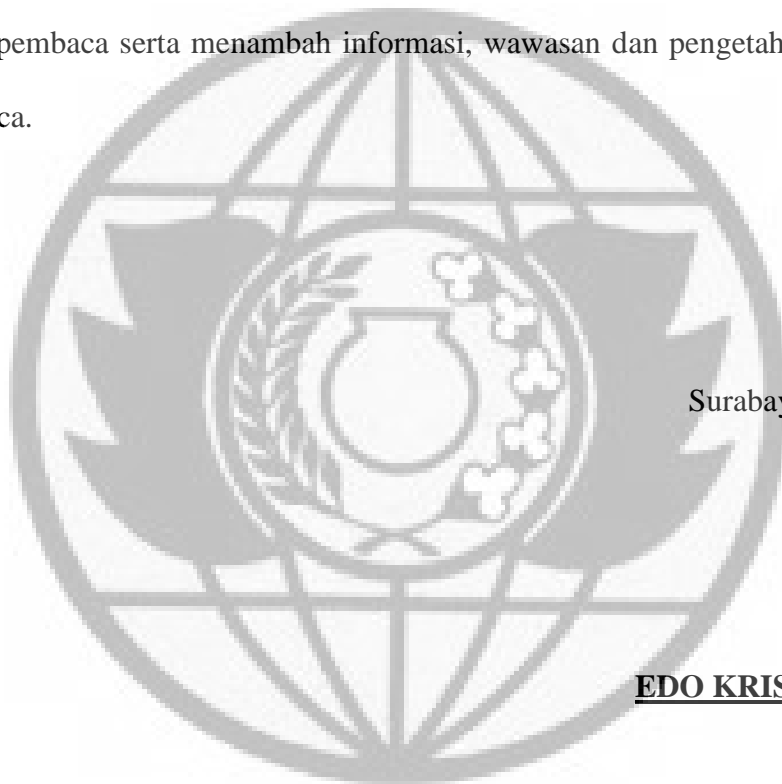 pembaca serta menambah informasi, wawasan dan pengetah
ca.
Surabay
EDO KRIS